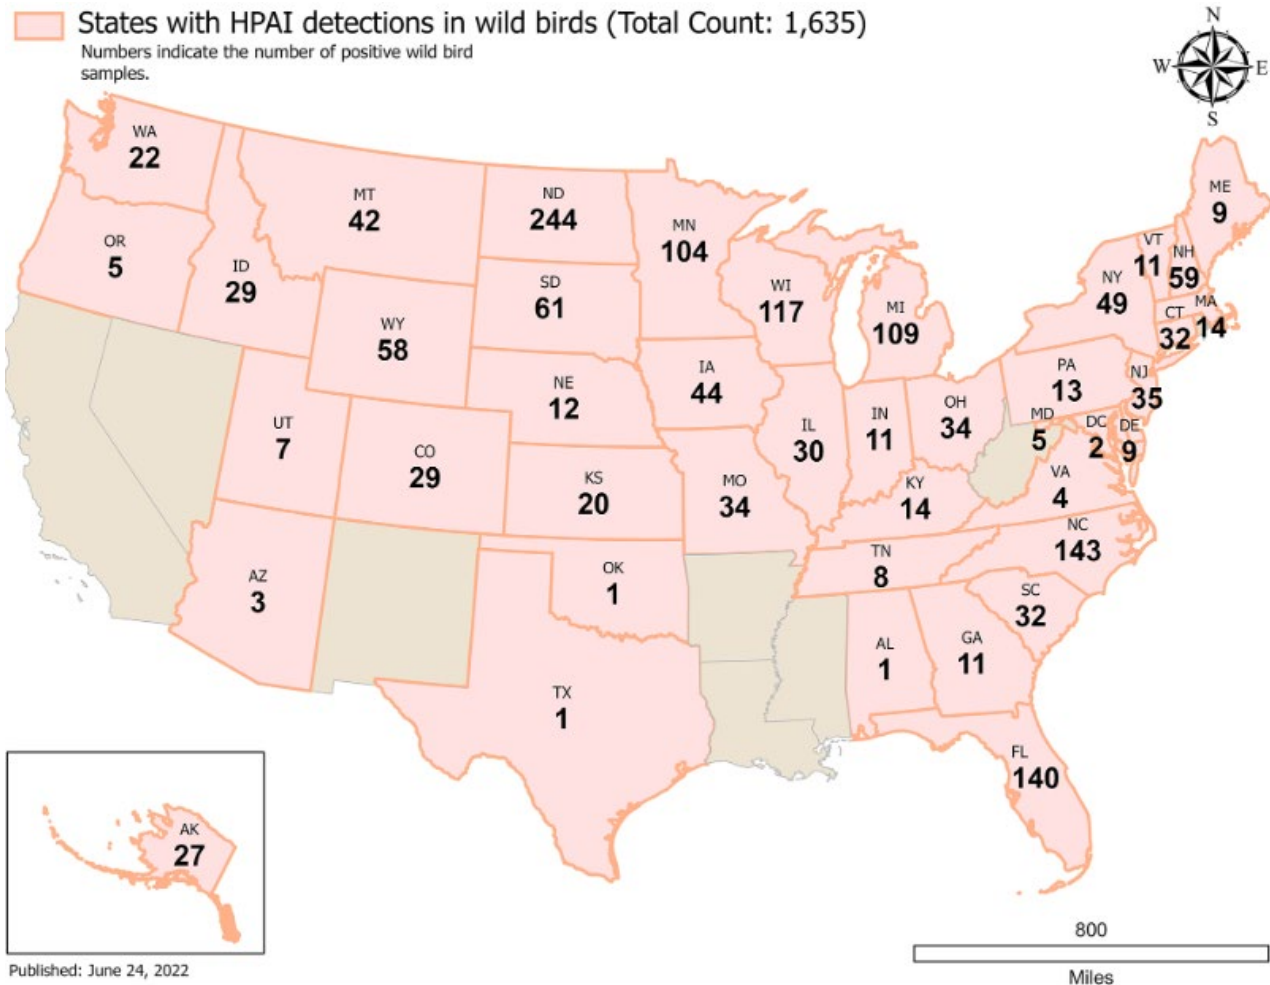 States with HPAI detections in wild birds (Total Count: 1,635)
Numbers indicate the number of positive wild bird
samples.
N
W
E
S
WA
22
MT
42
ND
244
MN
104
ME
9
OR
5
ID
29
SD
61
WI
117
MI
109
VT
11
NH
59
NY
49
MA
14
CT
32
WY
58
NE
12
IA
44
PA
13
NJ
35
UT
7
CO
29
KS
20
MO
34
IL
30
IN
11
OH
34
MD
5
DC
2
DE
9
KY
14
VA
4
AZ
3
OK
1
TN
8
NC
143
SC
32
TX
1
AL
1
GA
11
FL
140
AK
27
800
Miles
Published: June 24, 2022